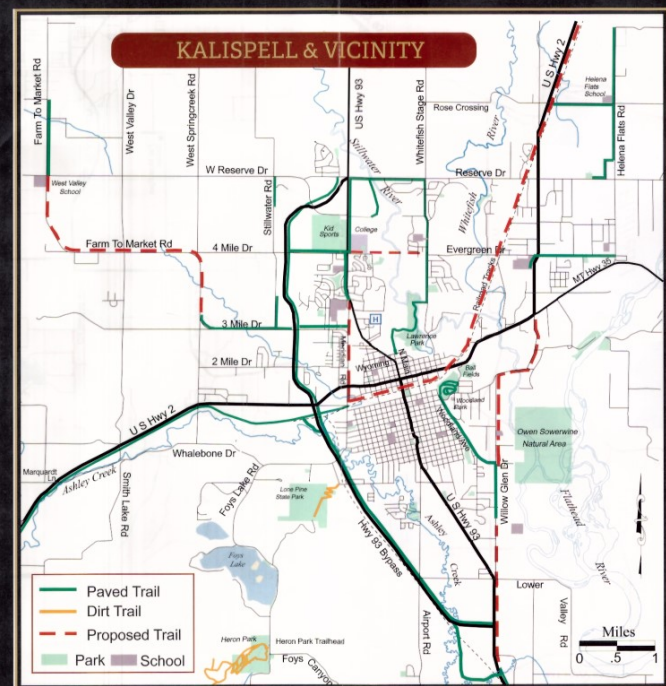 KALISPELL & VICINITY
Farm To Market Rd
West Valley Dr
West Springcreek Rd
US Hwy 93
Whitefish Stage Rd
U S Hwy 2
Helena
Flats
School
Helena Flats Rd
Rose Crossing
Stillwater
River
Whitefish
River
W Reserve Dr
Reserve Dr
West Valley
School
Stillwater Rd
Kid
Sports
College
Farm To Market Rd
4 Mile Dr
Evergreen Dr
Railroad Tracks
MT Hwy 35
3 Mile Dr
H
Lawrence
Park
2 Mile Dr
Meridian Rd
Wyoming
N Main
Ball
Fields
Woodland
Park
Woodland Ave
U S Hwy 2
Owen Sowerwine
Natural Area
Whalebone Dr
Marquardt
Ln
Ashley Creek
Smith Lake Rd
Foys Lake Rd
Lone Pine
State Park
Willow Glen Dr
U S Hwy 93
Flathead
River
Foys
Lake
Hwy 93 Bypass
Ashley
Creek
Airport Rd
Lower
Valley
Rd
Paved Trail
Dirt Trail
Proposed Trail
Park
School
Heron Park
Heron Park Trailhead
Foys
Canyon
Miles
0 .5 1